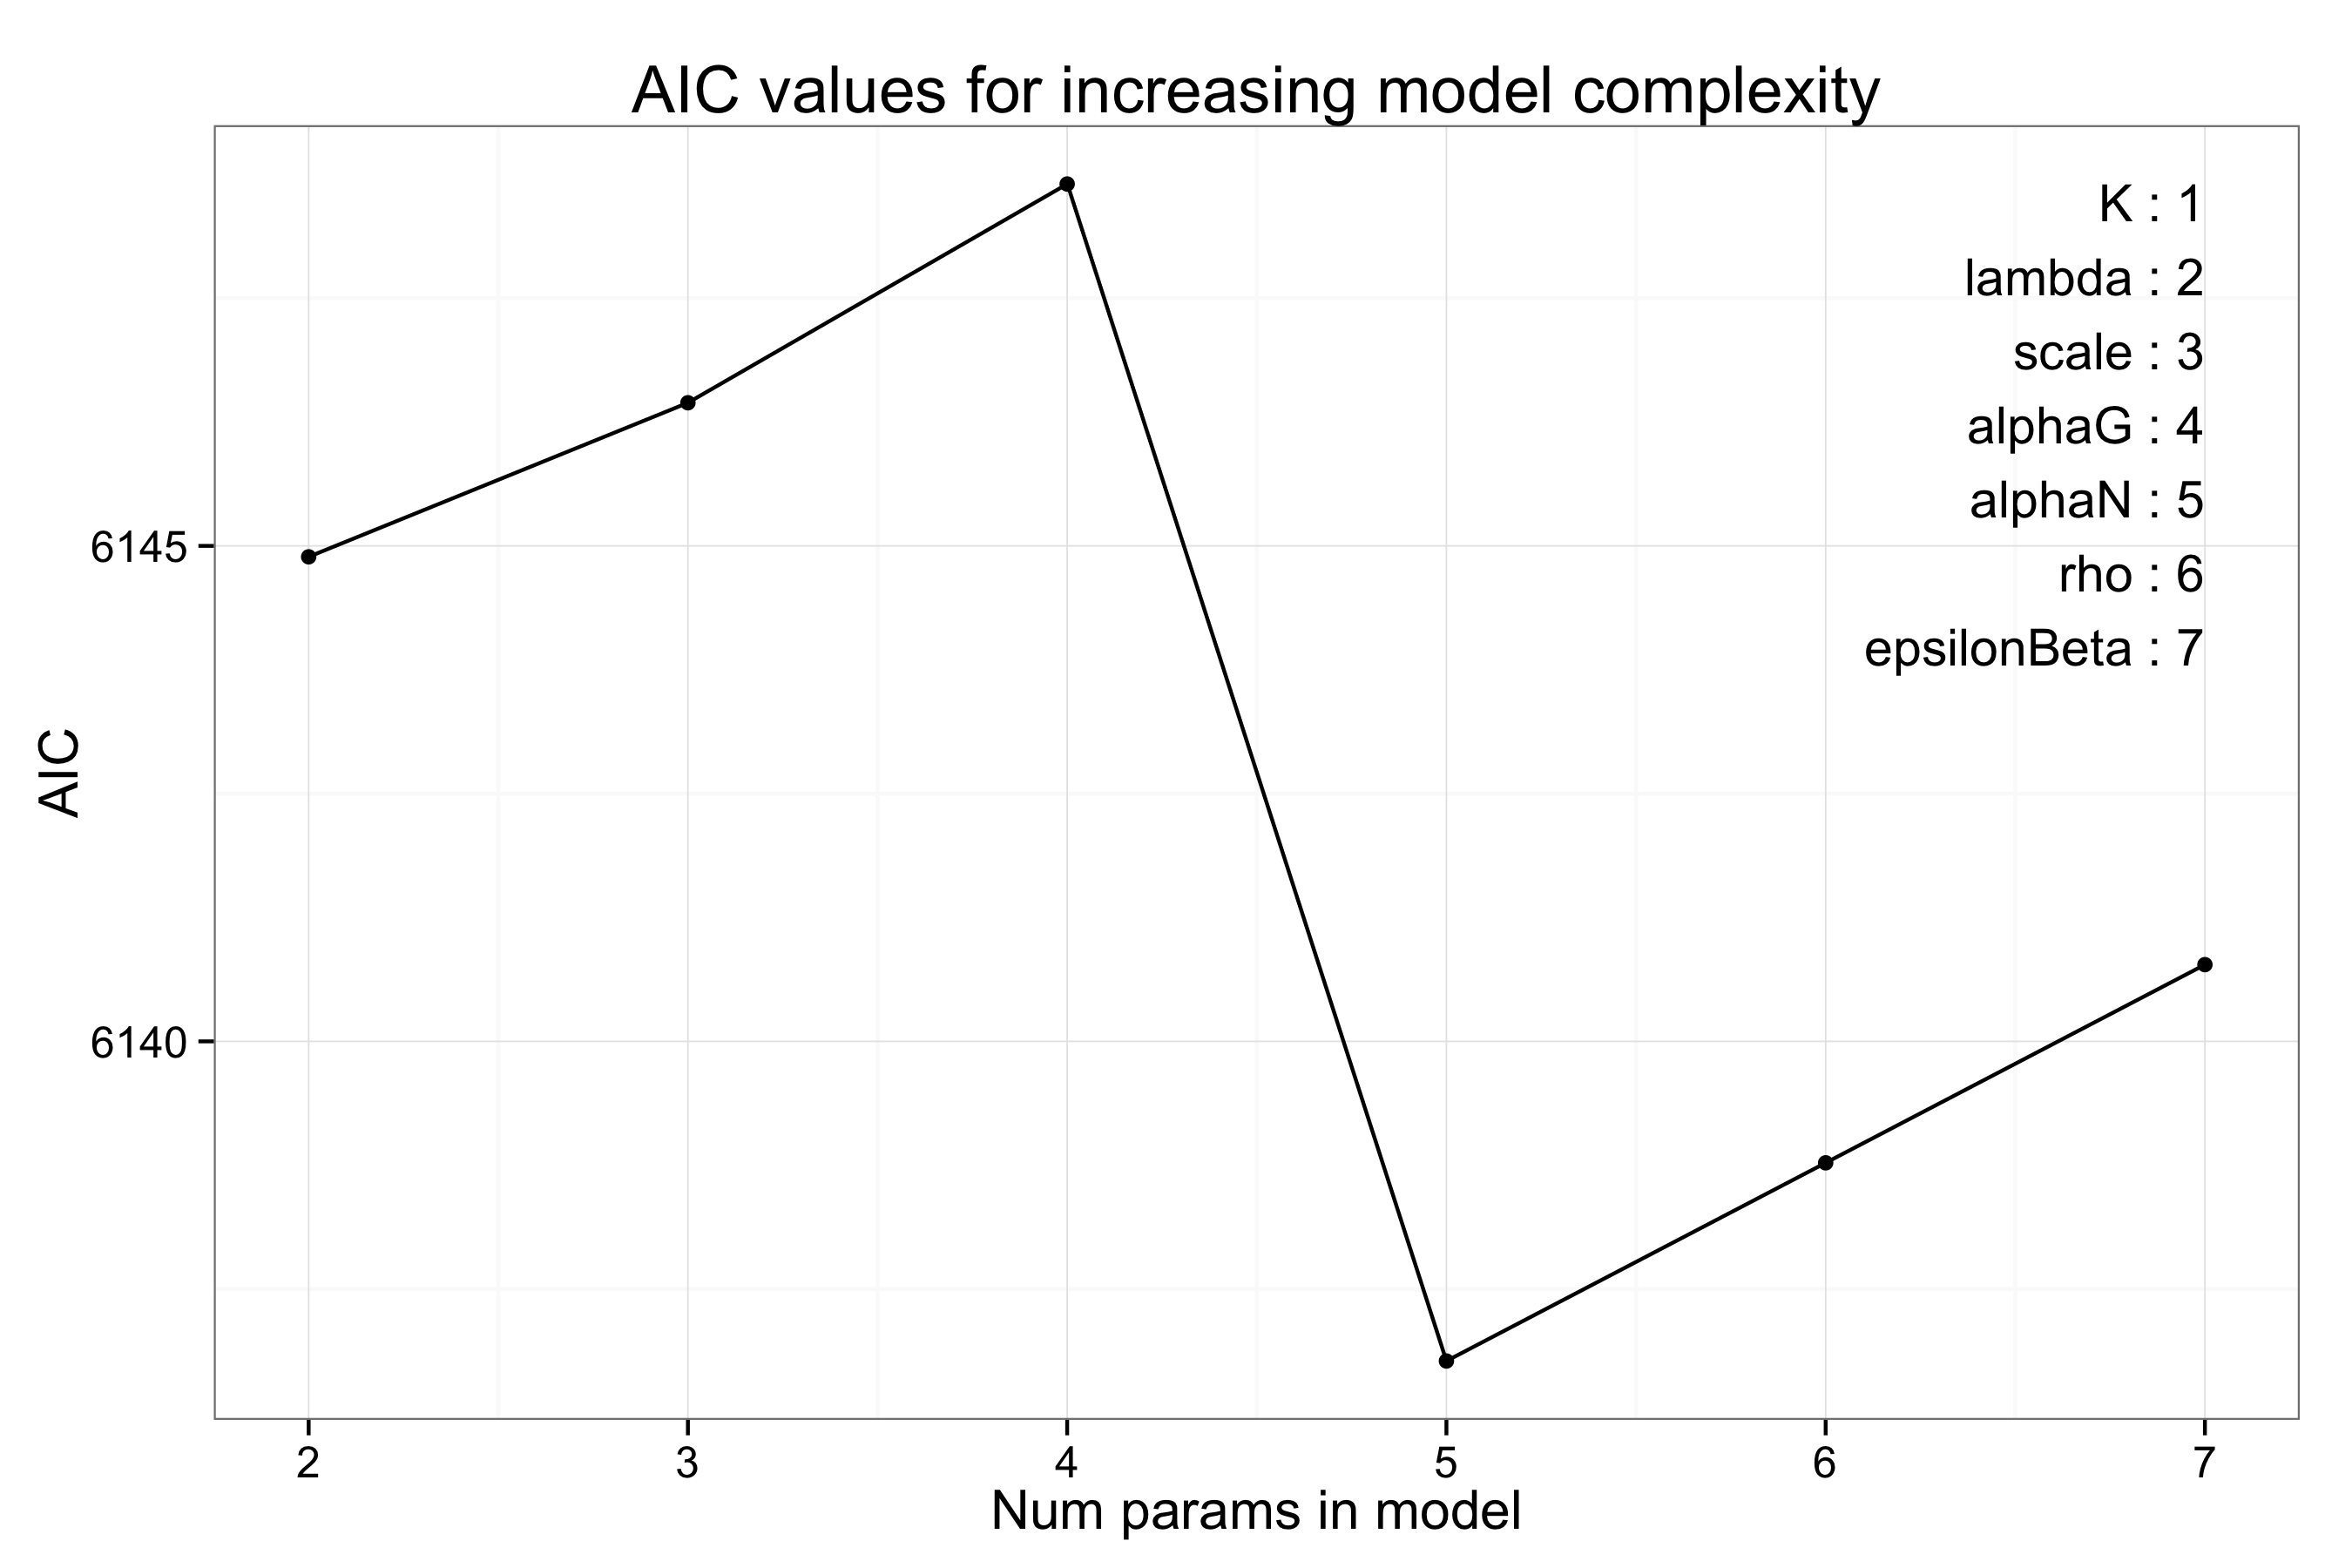 AIC values for increasing model complexity
K : 1
lambda : 2
scale : 3
alphaG : 4
alphaN : 5
rho : 6
epsilonBeta : 7
AIC
6145
6140
2 3 4 5 6 7
Num params in model